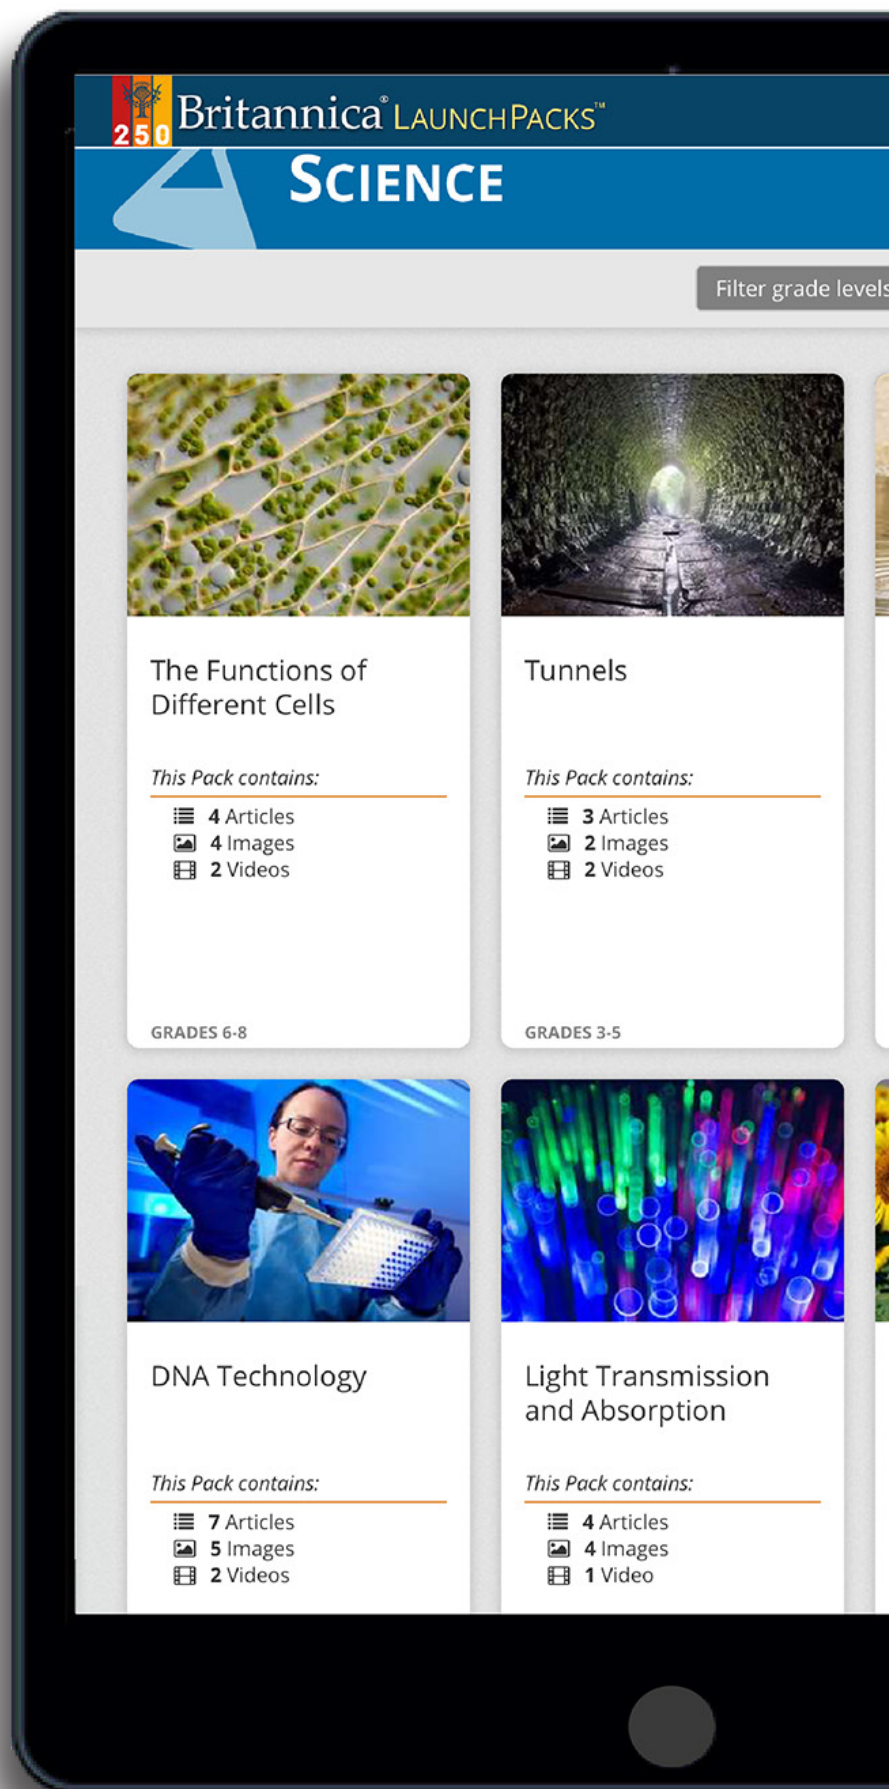 250 Britannica® LAUNCHPACKS™
SCIENCE
Filter grade levels
The Functions of
Different Cells
This Pack contains:
4 Articles
4 Images
2 Videos
GRADES 6-8
Tunnels
This Pack contains:
3 Articles
2 Images
2 Videos
GRADES 3-5
DNA Technology
This Pack contains:
7 Articles
5 Images
2 Videos
Light Transmission
and Absorption
This Pack contains:
4 Articles
4 Images
1 Video